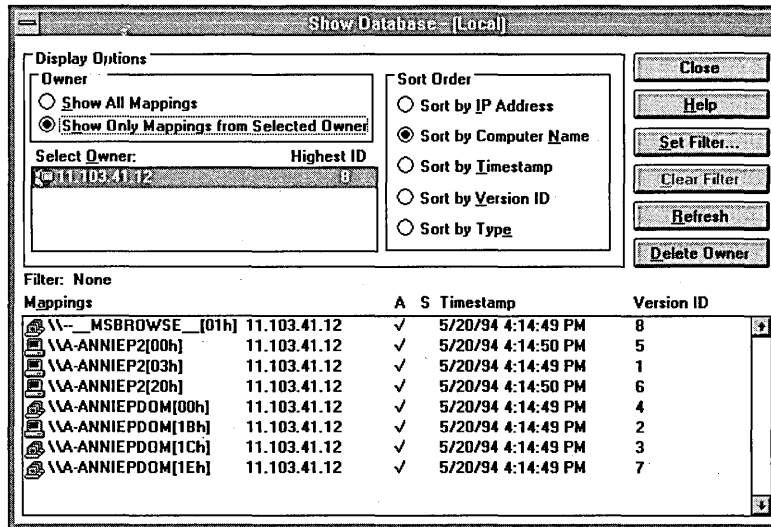 Show Database - (Local)
Display Options
Owner
Show All Mappings
Show Only Mappings from Selected Owner
Select Owner: Highest ID
11.103.41.12 8
Sort Order
Sort by IP Address
Sort by Computer Name
Sort by Timestamp
Sort by Version ID
Sort by Type
Close
Help
Set Filter...
Clear Filter
Refresh
Delete Owner
Filter: None
Mappings A S Timestamp Version ID
\\--__MSBROWSE__[01h] 11.103.41.12 √ 5/20/94 4:14:49 PM 8
\\A-ANNIEP2[00h] 11.103.41.12 √ 5/20/94 4:14:50 PM 5
\\A-ANNIEP2[03h] 11.103.41.12 √ 5/20/94 4:14:49 PM 1
\\A-ANNIEP2[20h] 11.103.41.12 √ 5/20/94 4:14:50 PM 6
\\A-ANNIEPDOM[00h] 11.103.41.12 √ 5/20/94 4:14:49 PM 4
\\A-ANNIEPDOM[1Bh] 11.103.41.12 √ 5/20/94 4:14:49 PM 2
\\A-ANNIEPDOM[1Ch] 11.103.41.12 √ 5/20/94 4:14:49 PM 3
\\A-ANNIEPDOM[1Eh] 11.103.41.12 √ 5/20/94 4:14:49 PM 7